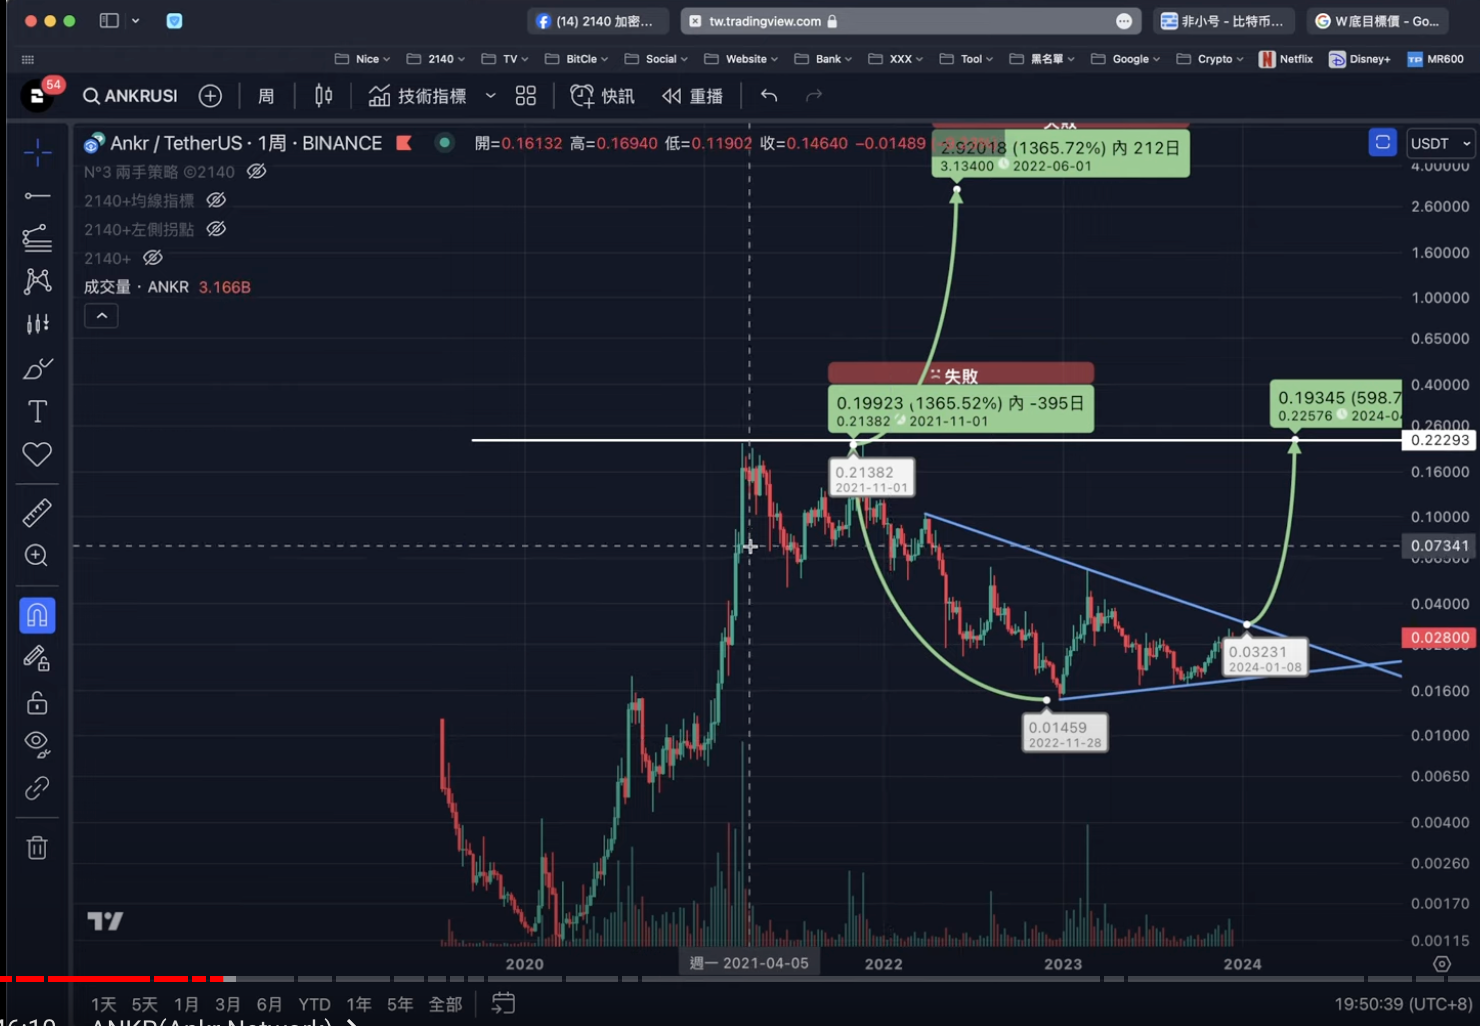 (14) 2140 加密...
tw.tradingview.com
非小号 - 比特币...
W底目標價 - Go...
Nice
2140
TV
BitCle
Social
Website
Bank
XXX
Tool
黑名單
Google
Crypto
Netflix
Disney+
TP MR600
54
ANKRUSI
周
技術指標
快訊
重播
Ankr / TetherUS · 1周 · BINANCE
開=0.16132 高=0.16940 低=0.11902 收=0.14640 −0.01489
USDT
N°3 兩手策略 ©2140
2140+均線指標
2140+左側拐點
2140+
成交量 · ANKR 3.166B
失敗
2.92018 (1365.72%) 內 212日
3.13400 2022-06-01
失敗
0.19923 (1365.52%) 內 -395日
0.21382 2021-11-01
0.19345 (598.7
0.22576 2024-04
0.21382
2021-11-01
0.03231
2024-01-08
0.01459
2022-11-28
4.00000
2.60000
1.60000
1.00000
0.65000
0.40000
0.26000
0.22293
0.16000
0.10000
0.07341
0.06500
0.04000
0.02800
0.01600
0.01000
0.00650
0.00400
0.00260
0.00170
0.00115
2020
週一 2021-04-05
2022
2023
2024
1天 5天 1月 3月 6月 YTD 1年 5年 全部
19:50:39 (UTC+8)
ANKR(Ankr Network)